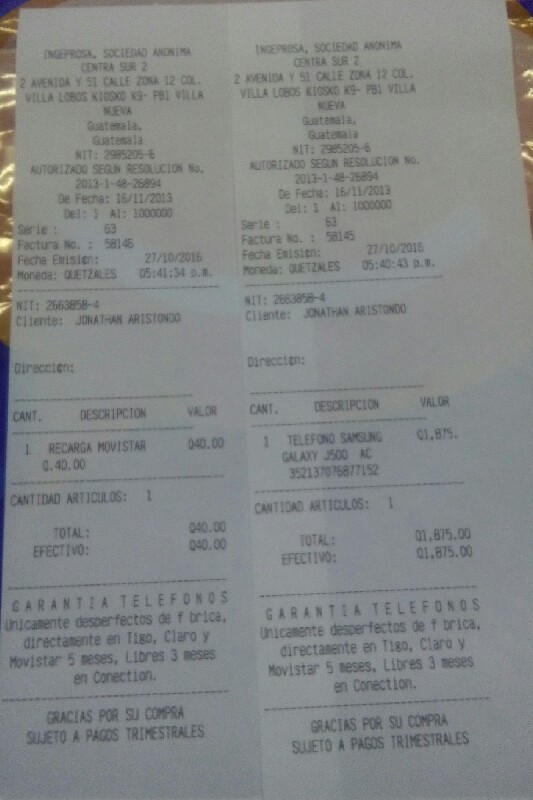 INGEPROSA, SOCIEDAD ANONIMA
CENTRA SUR 2
2 AVENIDA Y 51 CALLE ZONA 12 COL.
VILLA LOBOS KIOSKO K9- PB1 VILLA
NUEVA
Guatemala,
Guatemala
NIT: 2985205-6
AUTORIZADO SEGUN RESOLUCION No.
2013-1-48-26894
De Fecha: 16/11/2013
Del: 1 Al: 1000000
Serie : 63
Factura No. : 58146
Fecha Emision: 27/10/2016
Moneda: QUETZALES 05:41:34 p.m.
NIT: 2663858-4
Cliente: JONATHAN ARISTONDO
Direccion:
CANT. DESCRIPCION VALOR
1 RECARGA MOVISTAR Q40.00
Q.40.00
CANTIDAD ARTICULOS: 1
TOTAL: Q40.00
EFECTIVO: Q40.00
G A R A N T I A T E L E F O N O S
Unicamente desperfectos de f brica,
directamente en Tigo, Claro y
Movistar 5 meses, Libres 3 meses
en Conection.
GRACIAS POR SU COMPRA
SUJETO A PAGOS TRIMESTRALES
INGEPROSA, SOCIEDAD ANONIMA
CENTRA SUR 2
2 AVENIDA Y 51 CALLE ZONA 12 COL.
VILLA LOBOS KIOSKO K9- PB1 VILLA
NUEVA
Guatemala,
Guatemala
NIT: 2985205-6
AUTORIZADO SEGUN RESOLUCION No.
2013-1-48-26894
De Fecha: 16/11/2013
Del: 1 Al: 1000000
Serie : 63
Factura No. : 58145
Fecha Emision: 27/10/2016
Moneda: QUETZALES 05:40:43 p.m.
NIT: 2663858-4
Cliente: JONATHAN ARISTONDO
Direccion:
CANT. DESCRIPCION VALOR
1 TELEFONO SAMSUNG Q1,875.
GALAXY J500 AC
352137076877152
CANTIDAD ARTICULOS: 1
TOTAL: Q1,875.00
EFECTIVO: Q1,875.00
G A R A N T I A T E L E F O N O S
Unicamente desperfectos de f brica,
directamente en Tigo, Claro y
Movistar 5 meses, Libres 3 meses
en Conection.
GRACIAS POR SU COMPRA
SUJETO A PAGOS TRIMESTRALES